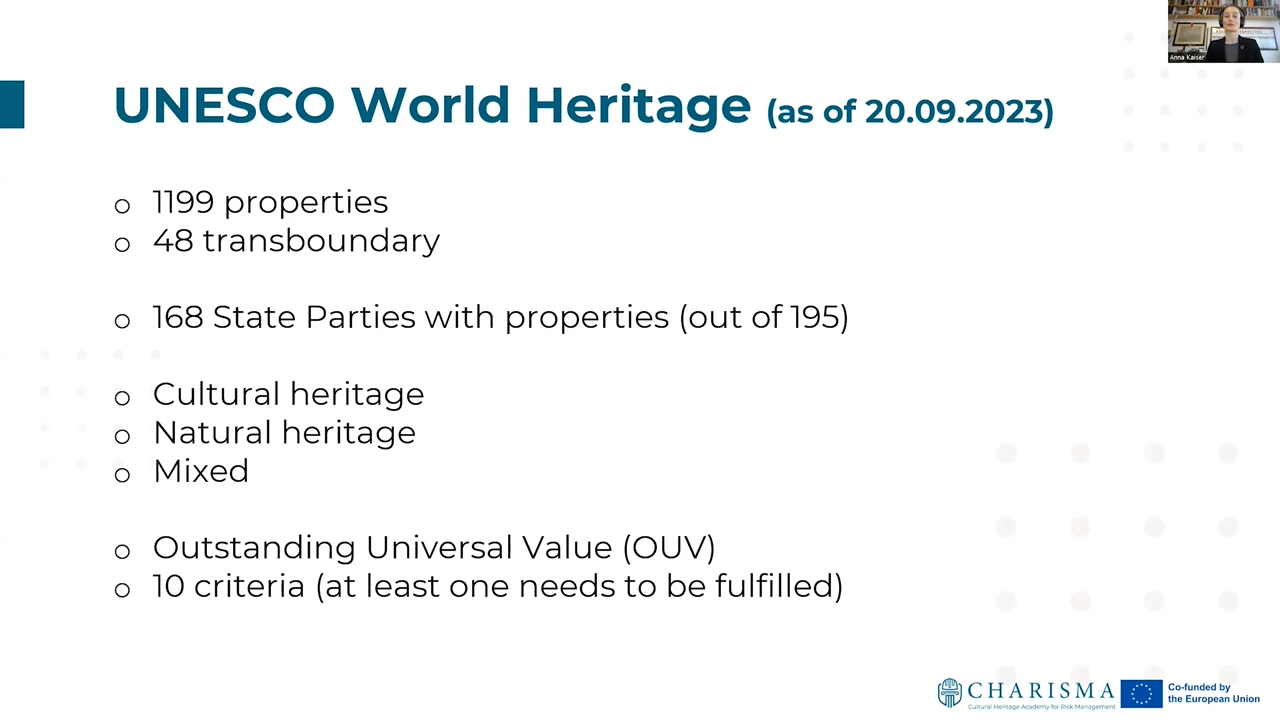 Anna Kaiser
UNESCO World Heritage (as of 20.09.2023)
o 1199 properties
o 48 transboundary
o 168 State Parties with properties (out of 195)
o Cultural heritage
o Natural heritage
o Mixed
o Outstanding Universal Value (OUV)
o 10 criteria (at least one needs to be fulfilled)
CHARISMA
Cultural Heritage Academy for Risk Management
Co-funded by
the European Union